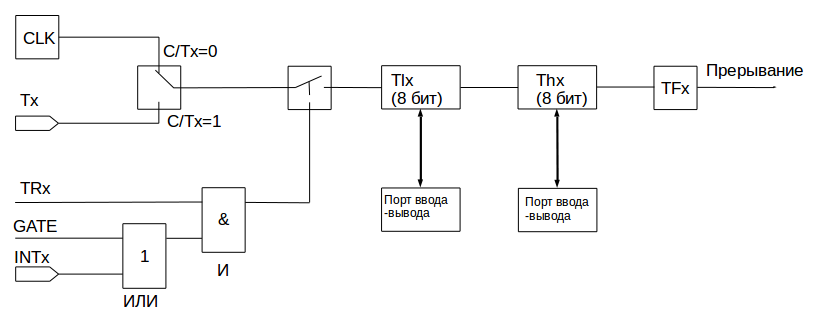 CLK
C/Tx=0
Tx
C/Tx=1
Tlx
(8 бит)
Thx
(8 бит)
TFx
Прерывание
TRx
GATE
INTx
1
ИЛИ
&
И
Порт ввода
-вывода
Порт ввода
-вывода